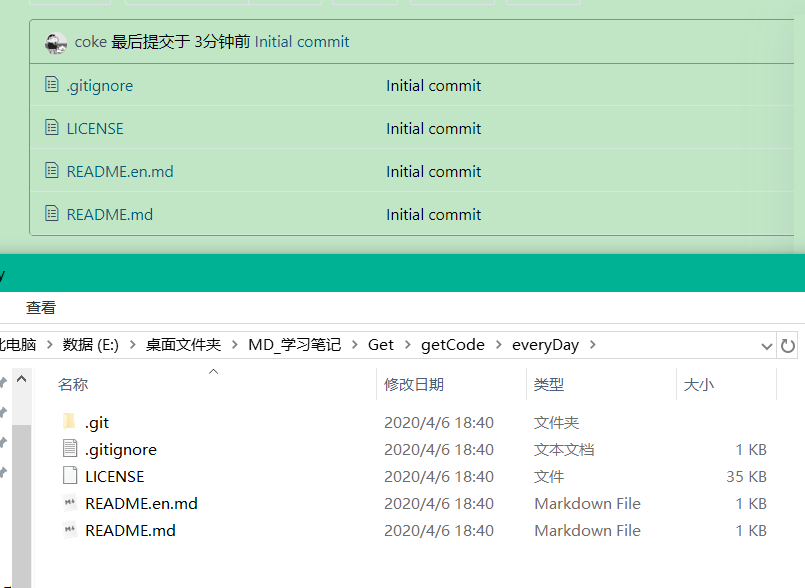 coke 最后提交于 3分钟前 Initial commit
.gitignore Initial commit
LICENSE Initial commit
README.en.md Initial commit
README.md Initial commit
y
查看
此电脑 > 数据 (E:) > 桌面文件夹 > MD_学习笔记 > Get > getCode > everyDay >
名称 修改日期 类型 大小
.git 2020/4/6 18:40 文件夹
.gitignore 2020/4/6 18:40 文本文档 1 KB
LICENSE 2020/4/6 18:40 文件 35 KB
README.en.md 2020/4/6 18:40 Markdown File 1 KB
README.md 2020/4/6 18:40 Markdown File 1 KB